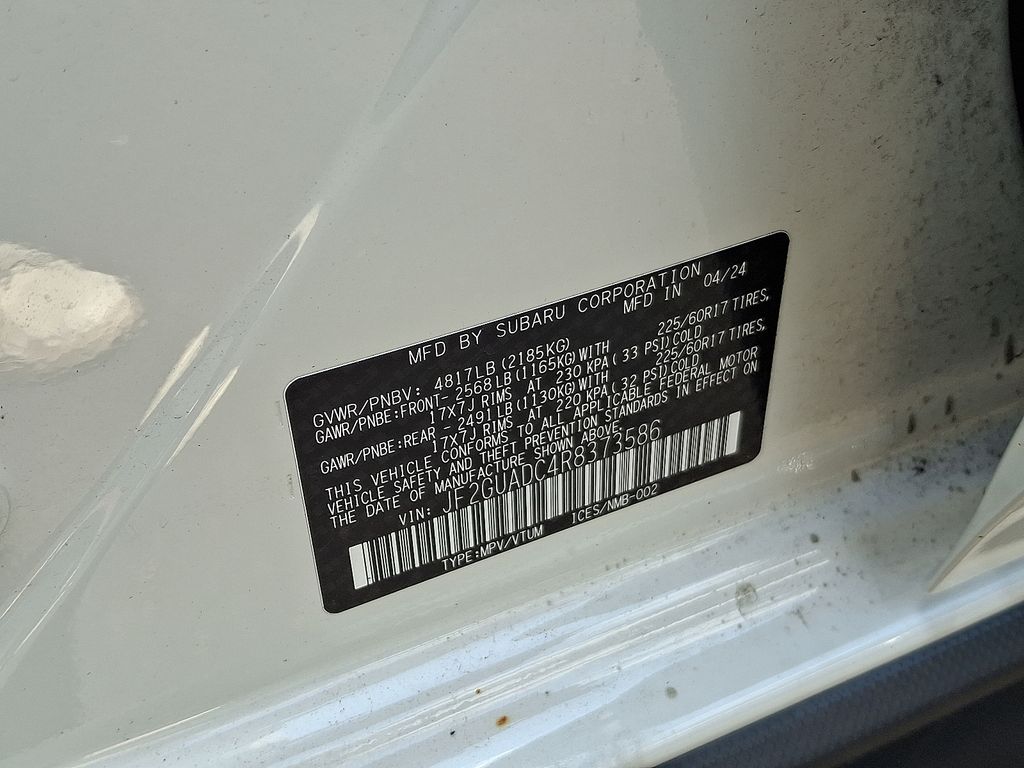 MFD BY SUBARU CORPORATION
MFD IN 04/24
GVWR/PNBV: 4817LB (2185KG)
GAWR/PNBE:FRONT- 2568LB (1165KG) WITH 225/60R17 TIRES,
17X7J RIMS AT 230 KPA( 33 PSI) COLD
GAWR/PNBE:REAR - 2491LB (1130KG) WITH 225/60R17 TIRES,
17X7J RIMS AT 220 KPA( 32 PSI) COLD
THIS VEHICLE CONFORMS TO ALL APPLICABLE FEDERAL MOTOR
VEHICLE SAFETY AND THEFT PREVENTION STANDARDS IN EFFECT ON
THE DATE OF MANUFACTURE SHOWN ABOVE.
VIN: JF2GUADC4R8373586
TYPE:MPV/VTUM ICES/NMB-002